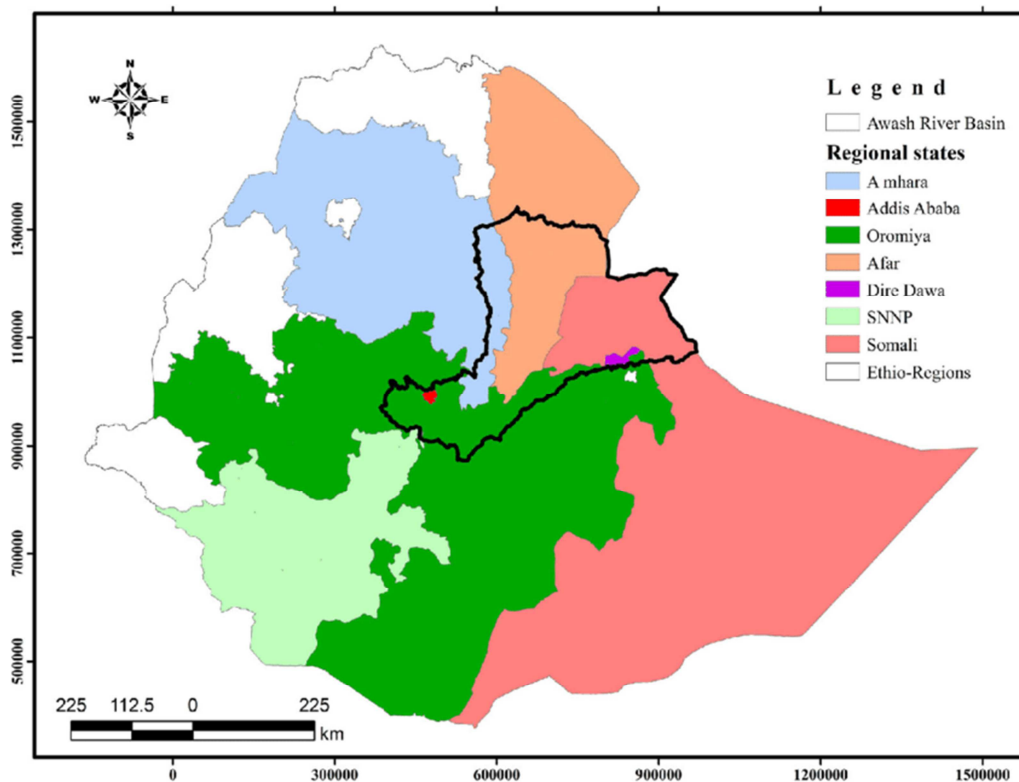 N
W E
S
L e g e n d
Awash River Basin
Regional states
A mhara
Addis Ababa
Oromiya
Afar
Dire Dawa
SNNP
Somali
Ethio-Regions
1500000
1300000
1100000
900000
700000
500000
225 112.5 0 225
km
0 300000 600000 900000 1200000 1500000